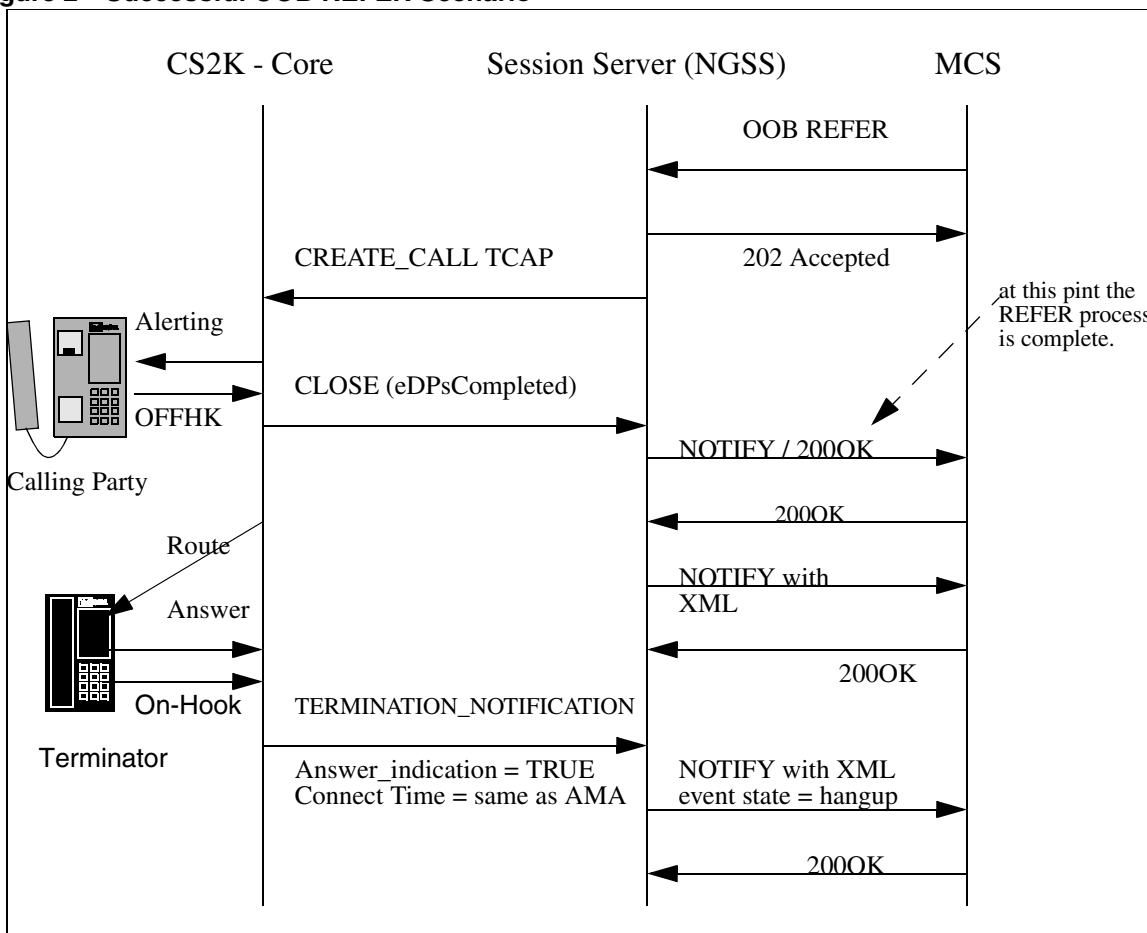 CS2K - Core
Session Server (NGSS)
MCS
OOB REFER
202 Accepted
CREATE_CALL TCAP
at this pint the
REFER process
is complete.
Alerting
CLOSE (eDPsCompleted)
OFFHK
NOTIFY / 200OK
Calling Party
200OK
Route
NOTIFY with
XML
Answer
200OK
On-Hook
TERMINATION_NOTIFICATION
Terminator
Answer_indication = TRUE
Connect Time = same as AMA
NOTIFY with XML
event state = hangup
200OK